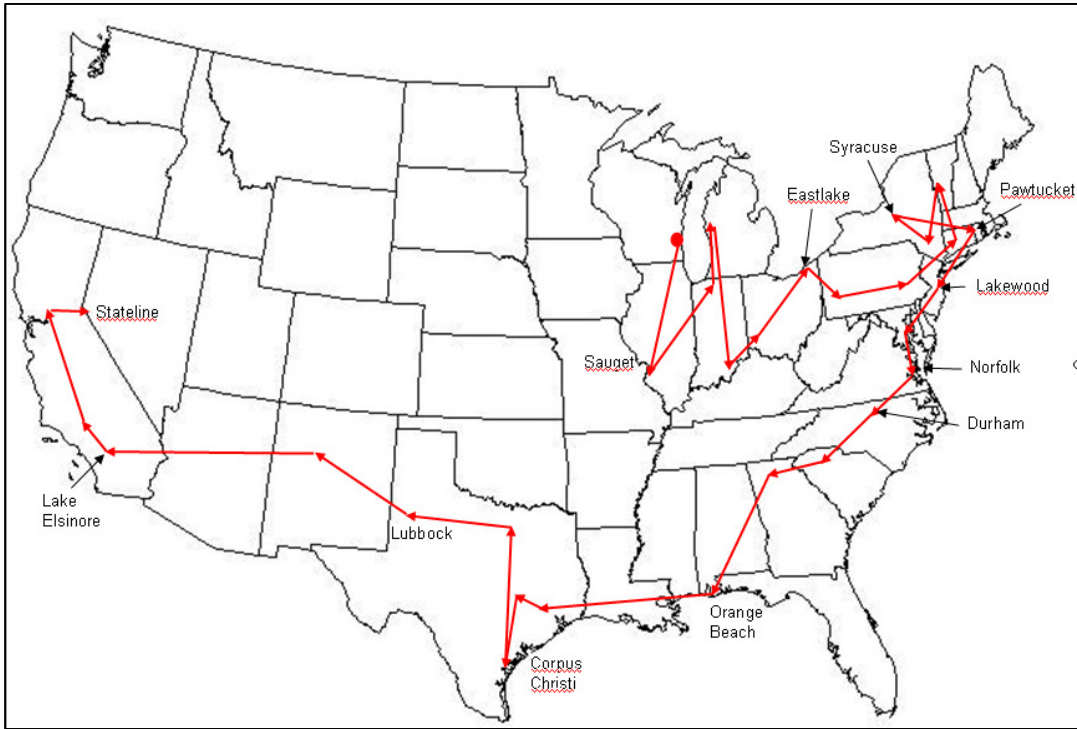 Syracuse
Pawtucket
Eastlake
Lakewood
Stateline
Sauget
Norfolk
Durham
Lake
Elsinore
Lubbock
Orange
Beach
Corpus
Christi